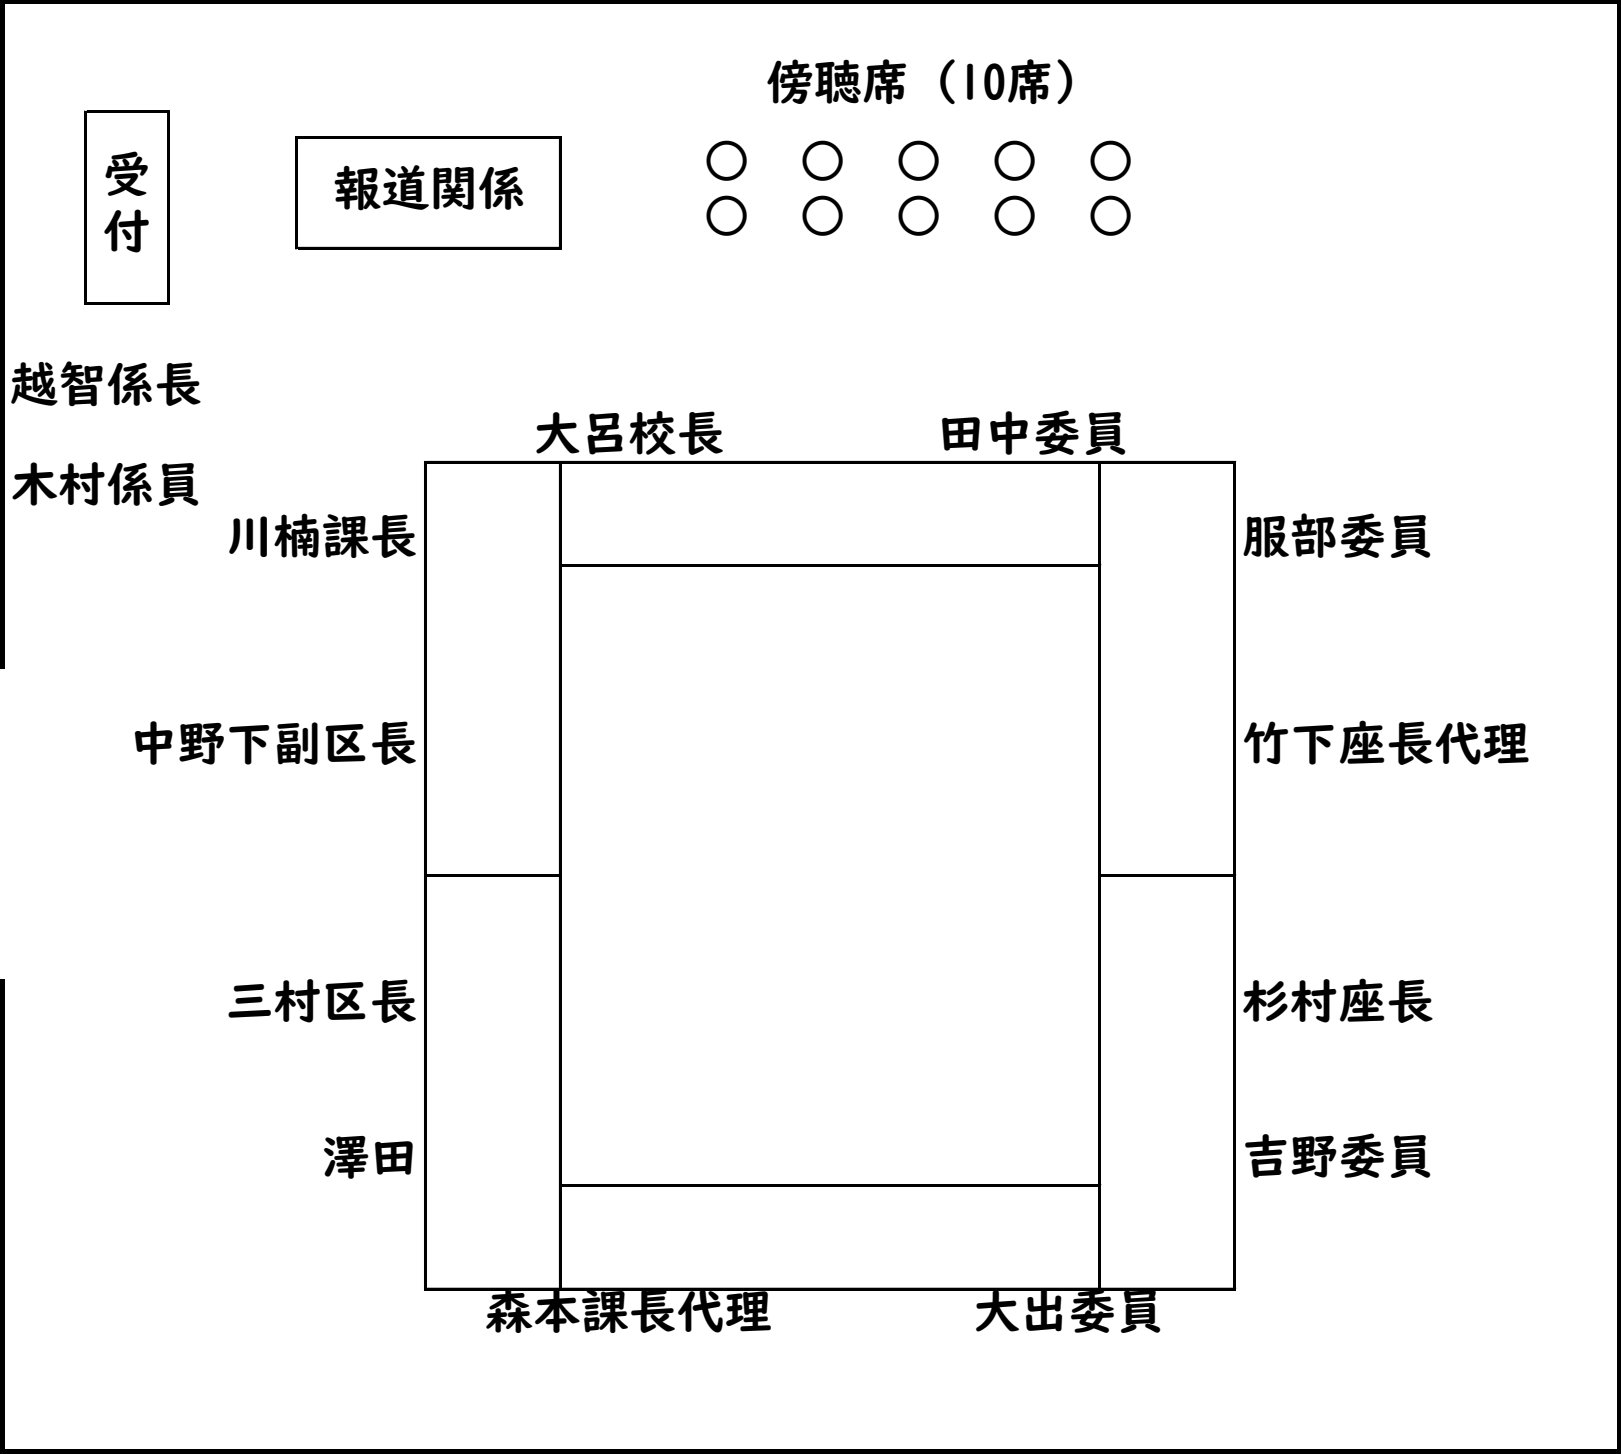 傍聴席（10席）
受付
報道関係
越智係長
大呂校長
田中委員
木村係員
川楠課長
服部委員
中野下副区長
竹下座長代理
三村区長
杉村座長
澤田
吉野委員
森本課長代理
大出委員